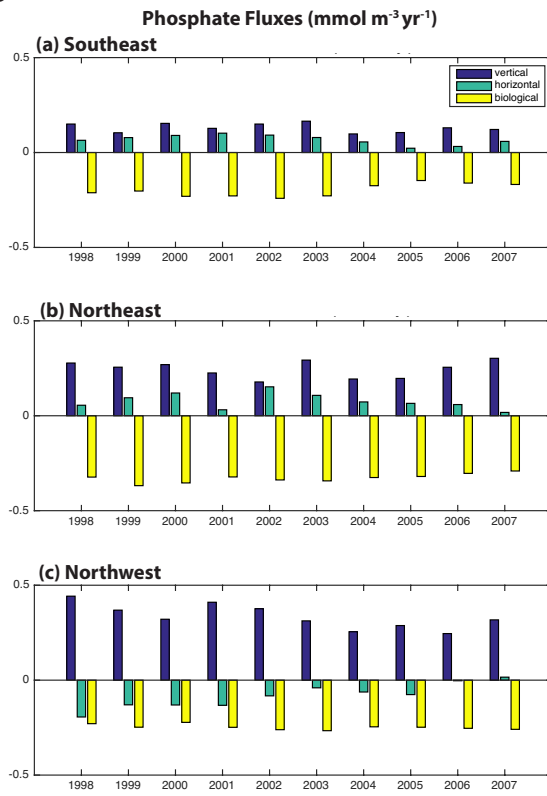 Phosphate Fluxes (mmol m⁻³ yr⁻¹)
(a) Southeast
0.5
vertical
horizontal
biological
0
-0.5
1998 1999 2000 2001 2002 2003 2004 2005 2006 2007
(b) Northeast
0.5
0
-0.5
1998 1999 2000 2001 2002 2003 2004 2005 2006 2007
(c) Northwest
0.5
0
-0.5
1998 1999 2000 2001 2002 2003 2004 2005 2006 2007